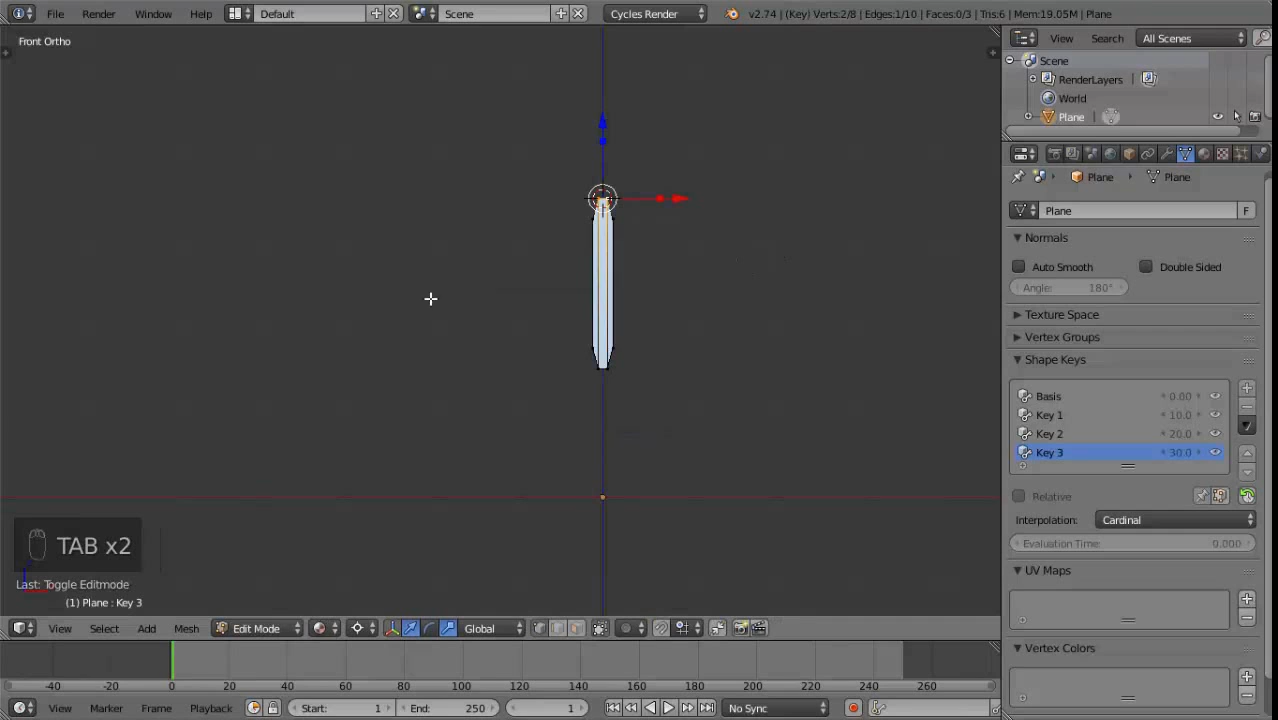 File Render Window Help Default Scene Cycles Render v2.74 | (Key) Verts:2/8 | Edges:1/10 | Faces:0/3 | Tris:6 | Mem:19.05M | Plane
Front Ortho
View Search All Scenes
Scene
RenderLayers
World
Plane
Plane Plane
Plane F
Normals
Auto Smooth Double Sided
Angle: 180°
Texture Space
Vertex Groups
Shape Keys
Basis 0.00
Key 1 10.0
Key 2 20.0
Key 3 30.0
Relative
Interpolation: Cardinal
Evaluation Time: 0.000
TAB x2
Last: Toggle Editmode
(1) Plane : Key 3
UV Maps
View Select Add Mesh Edit Mode Global
Vertex Colors
-40 -20 0 20 40 60 80 100 120 140 160 180 200 220 240 260
View Marker Frame Playback Start: 1 End: 250 1 No Sync